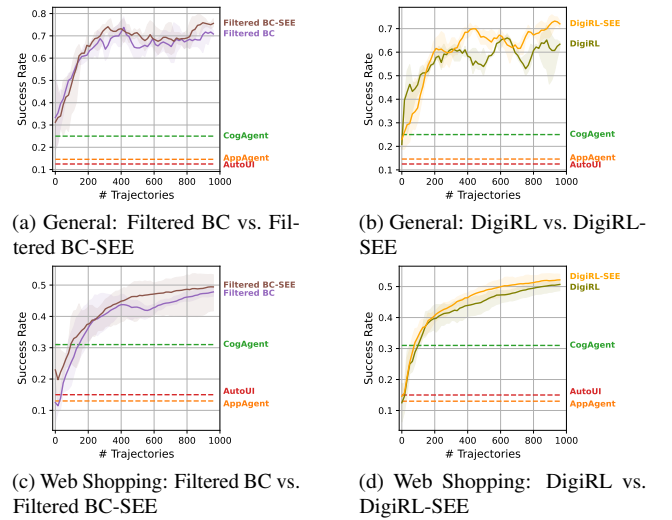 Success Rate
0.8
0.7
0.6
0.5
0.4
0.3
0.2
0.1
0 200 400 600 800 1000
# Trajectories
Filtered BC-SEE
Filtered BC
CogAgent
AppAgent
AutoUI
(a) General: Filtered BC vs. Fil-
tered BC-SEE
Success Rate
0.7
0.6
0.5
0.4
0.3
0.2
0.1
0 200 400 600 800 1000
# Trajectories
DigiRL-SEE
DigiRL
CogAgent
AppAgent
AutoUI
(b) General: DigiRL vs. DigiRL-
SEE
Success Rate
0.5
0.4
0.3
0.2
0.1
0 200 400 600 800 1000
# Trajectories
Filtered BC-SEE
Filtered BC
CogAgent
AutoUI
AppAgent
(c) Web Shopping: Filtered BC vs.
Filtered BC-SEE
Success Rate
0.5
0.4
0.3
0.2
0.1
0 200 400 600 800 1000
# Trajectories
DigiRL-SEE
DigiRL
CogAgent
AutoUI
AppAgent
(d) Web Shopping: DigiRL vs.
DigiRL-SEE